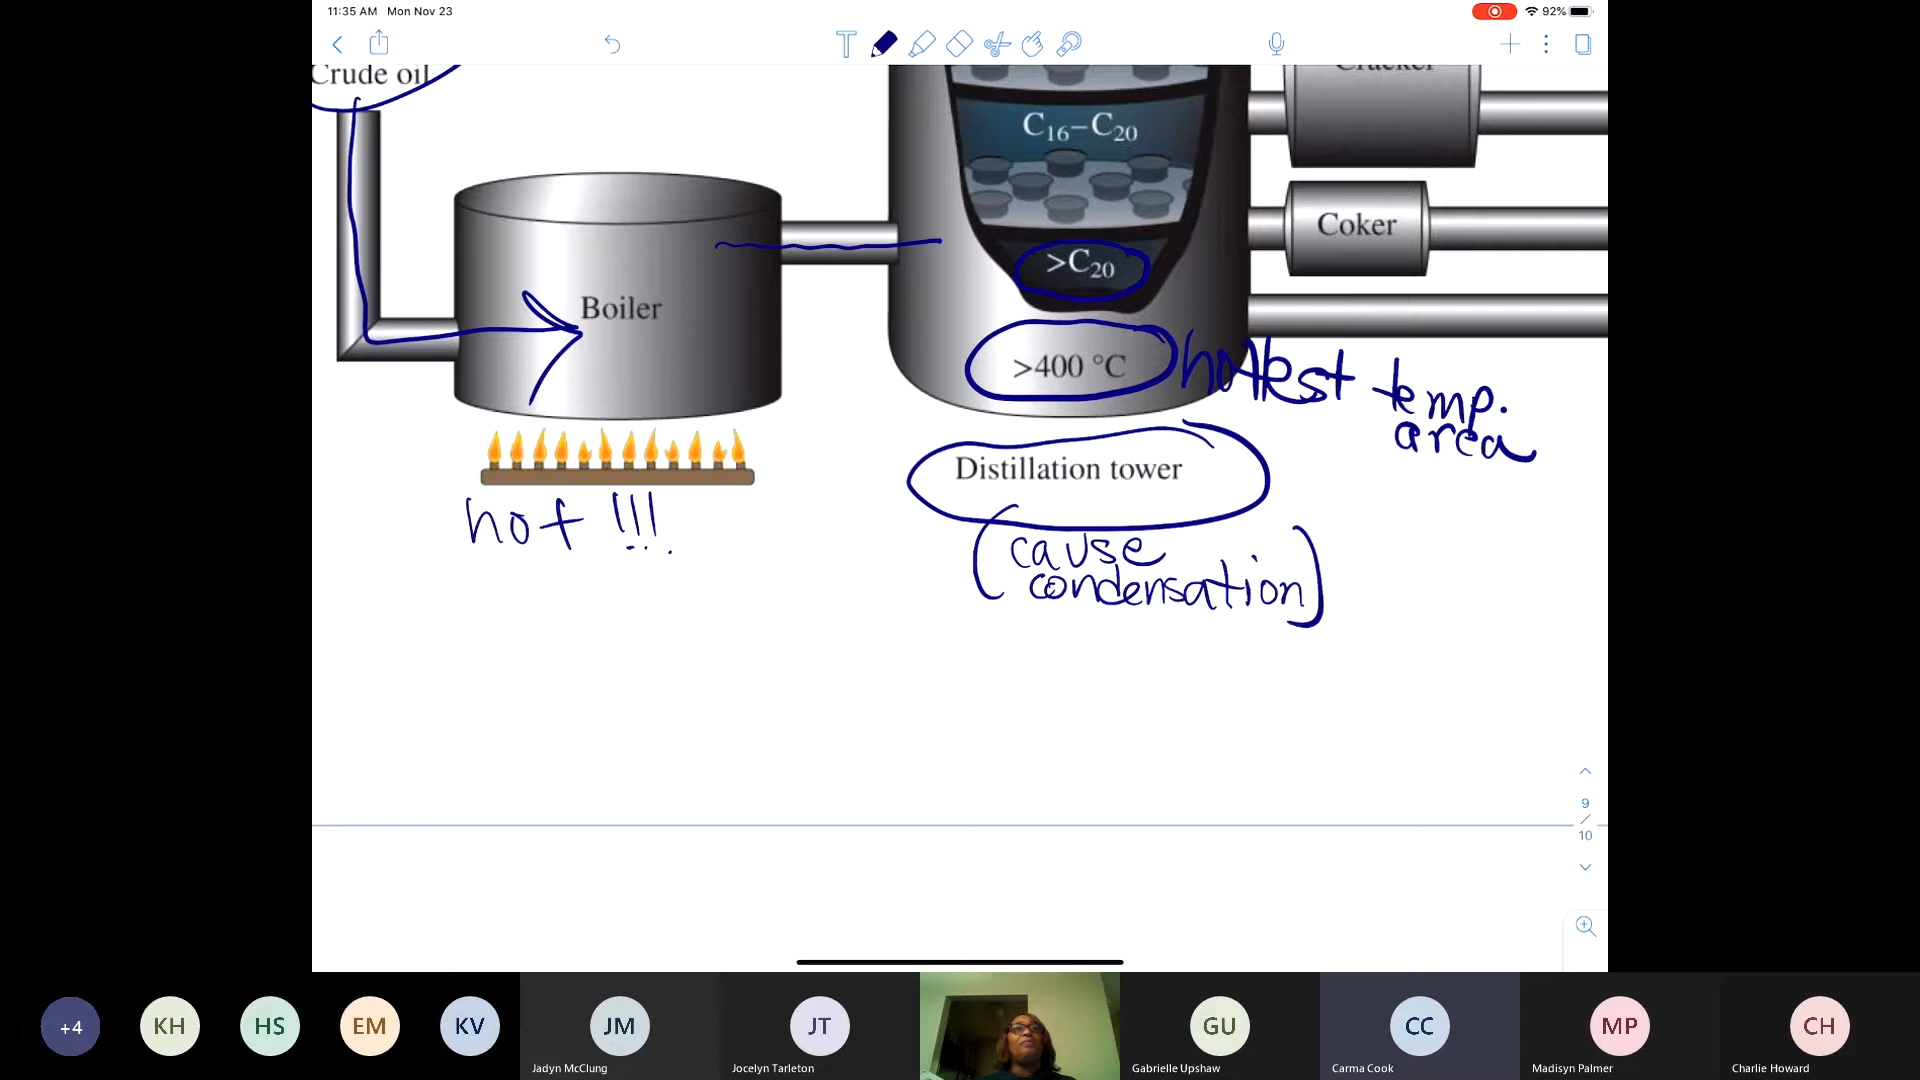 11:35 AM Mon Nov 23
92%
T
Crude oil
Cracker
C16–C20
Coker
>C20
Boiler
>400 °C
hottest temp.
area
Distillation tower
hot !!!
(cause
condensation)
9
/
10
+4
KH
HS
EM
KV
JM
JT
GU
CC
MP
CH
Jadyn McClung
Jocelyn Tarleton
Gabrielle Upshaw
Carma Cook
Madisyn Palmer
Charlie Howard